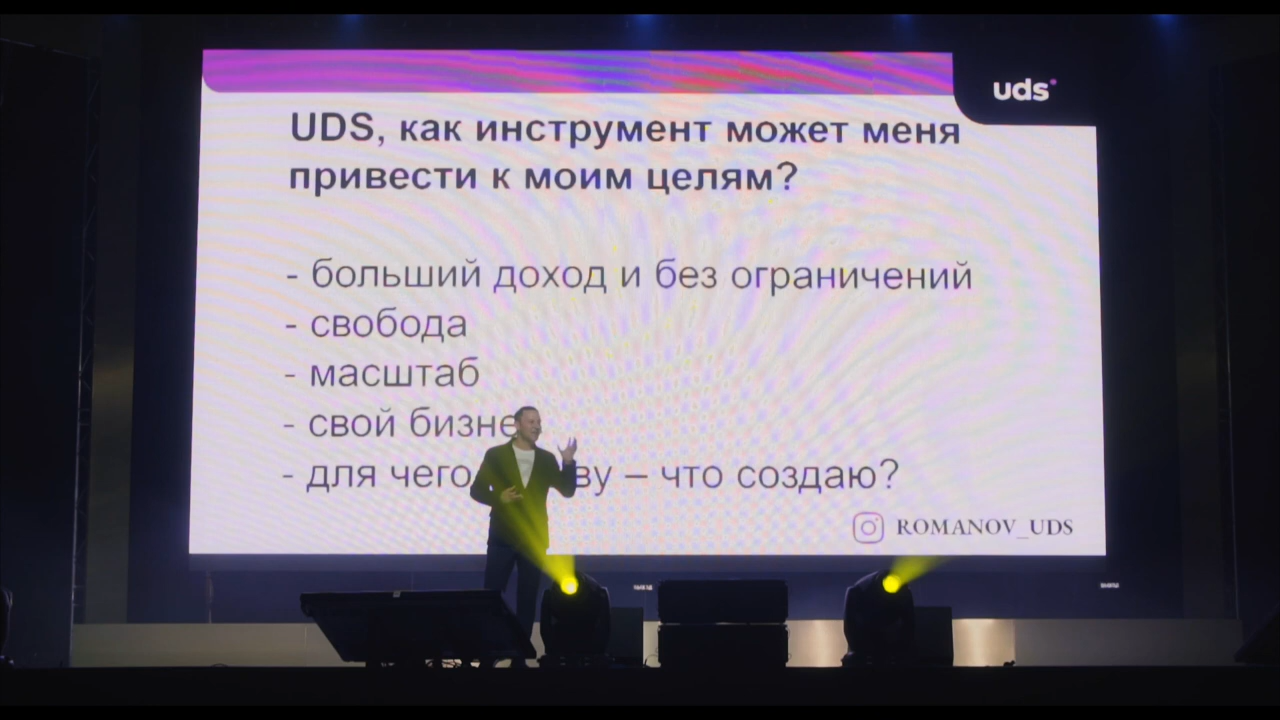 uds
UDS, как инструмент может меня
привести к моим целям?
- больший доход и без ограничений
- свобода
- масштаб
- свой
- для чего – что создаю?
ROMANOV_UDS